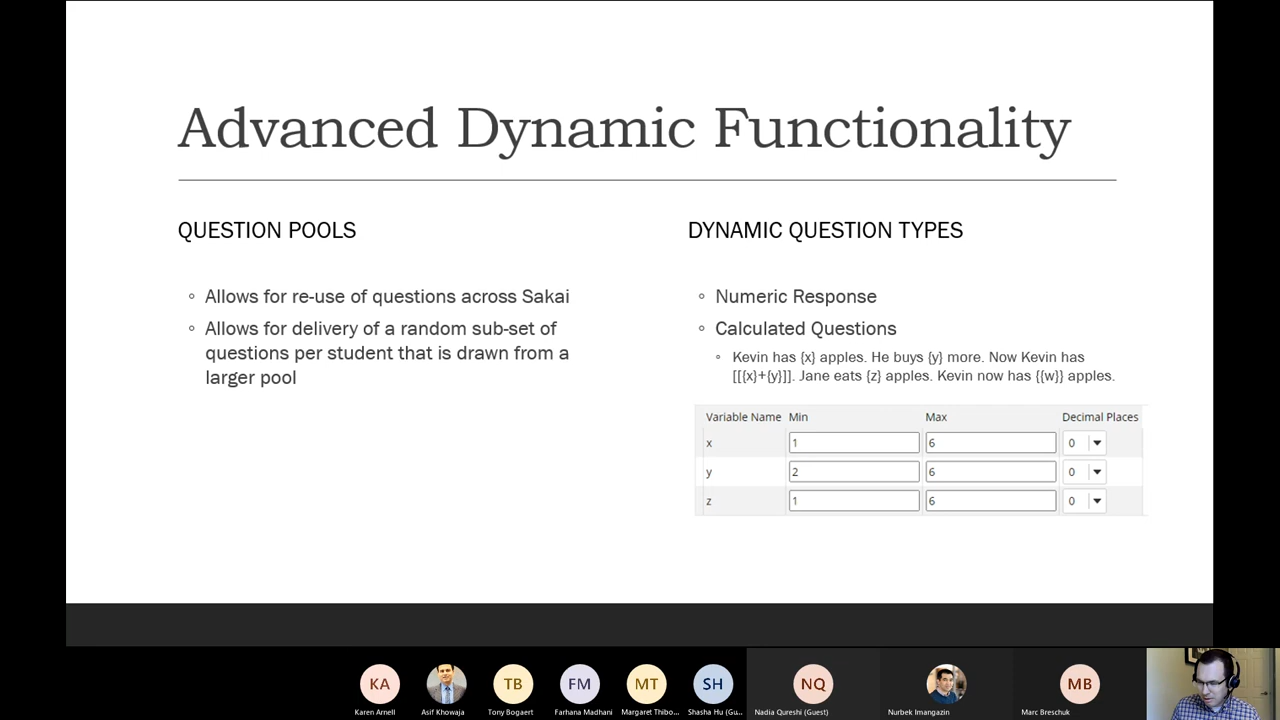 Advanced Dynamic Functionality
QUESTION POOLS
◦ Allows for re-use of questions across Sakai
◦ Allows for delivery of a random sub-set of
questions per student that is drawn from a
larger pool
DYNAMIC QUESTION TYPES
◦ Numeric Response
◦ Calculated Questions
◦ Kevin has {x} apples. He buys {y} more. Now Kevin has
[[{x}+{y}]]. Jane eats {z} apples. Kevin now has {{w}} apples.
Variable Name Min Max Decimal Places
x 1 6 0
y 2 6 0
z 1 6 0
KA TB FM MT SH NQ MB
Karen Arnell Asif Khowaja Tony Bogaert Farhana Madhani Margaret Thibo... Shasha Hu (Gu... Nadia Qureshi (Guest) Nurbek Imangazin Marc Breschuk